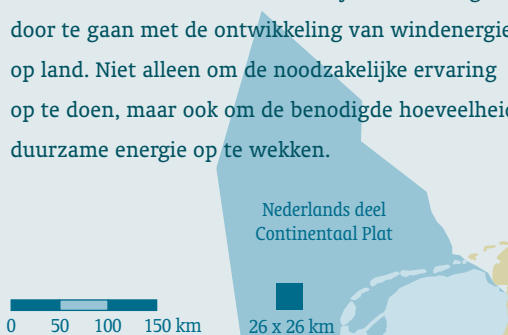 door te gaan met de ontwikkeling van windenergie
op land. Niet alleen om de noodzakelijke ervaring
op te doen, maar ook om de benodigde hoeveelheid
duurzame energie op te wekken.
Nederlands deel
Continentaal Plat
0 50 100 150 km
26 x 26 km